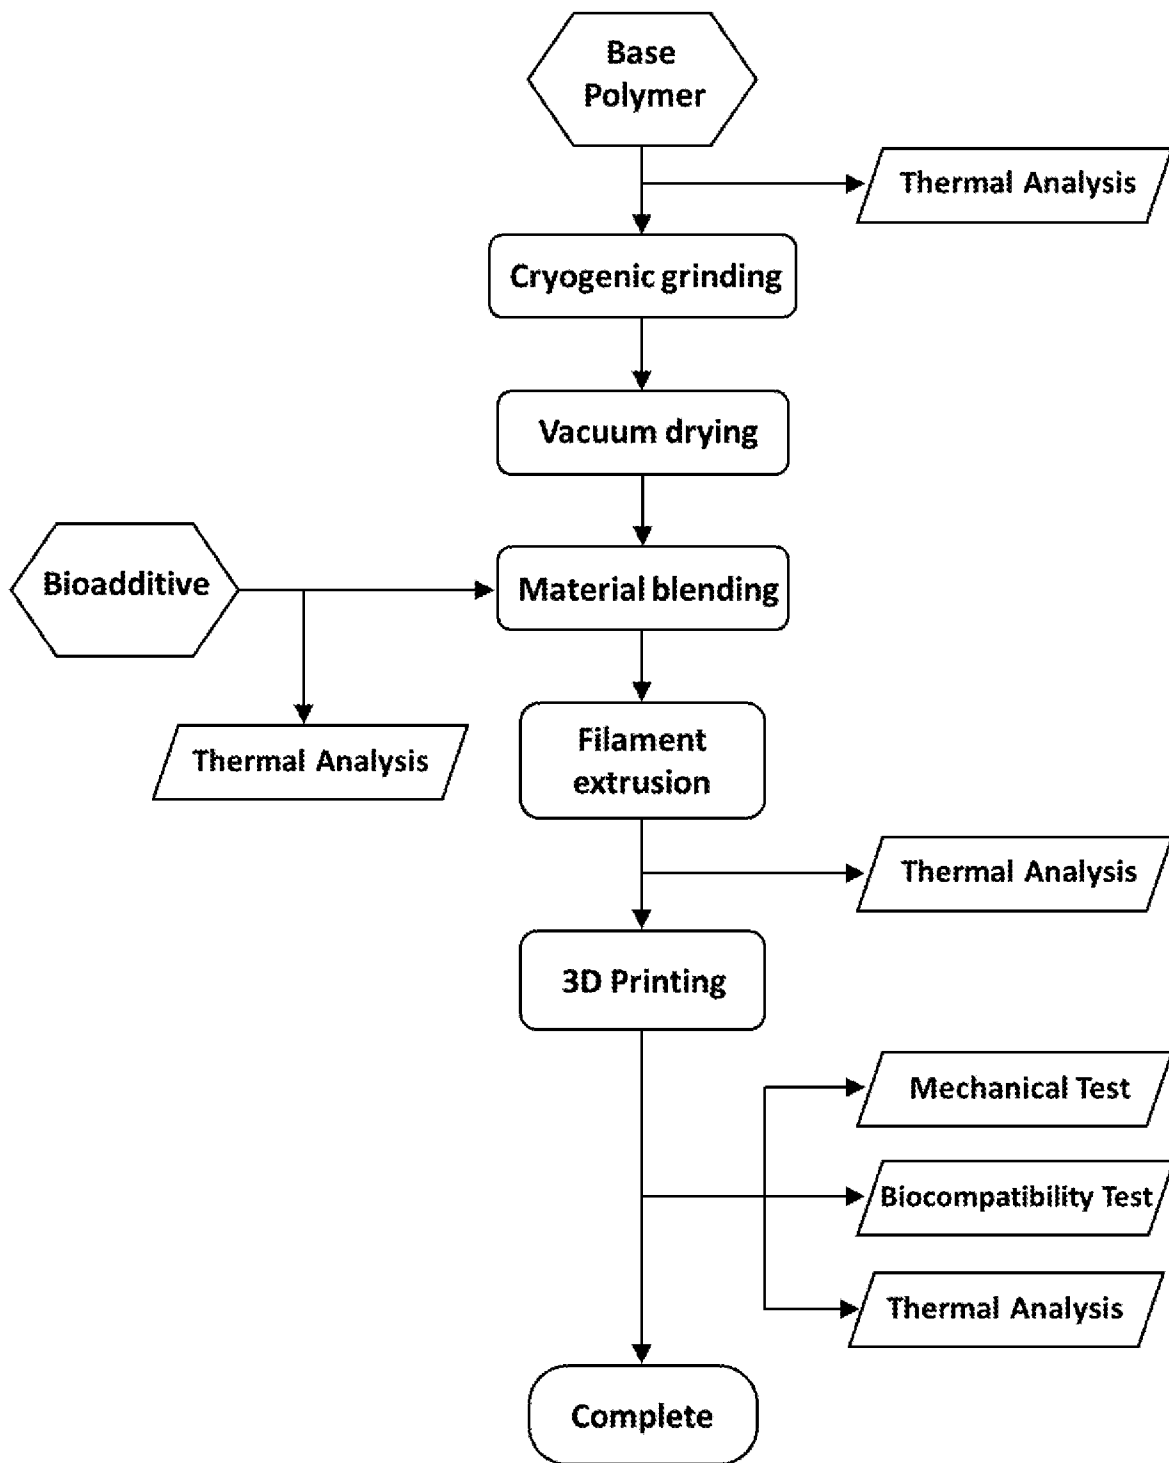 Base
Polymer
Thermal Analysis
Cryogenic grinding
Vacuum drying
Bioadditive
Material blending
Thermal Analysis
Filament
extrusion
Thermal Analysis
3D Printing
Mechanical Test
Biocompatibility Test
Thermal Analysis
Complete